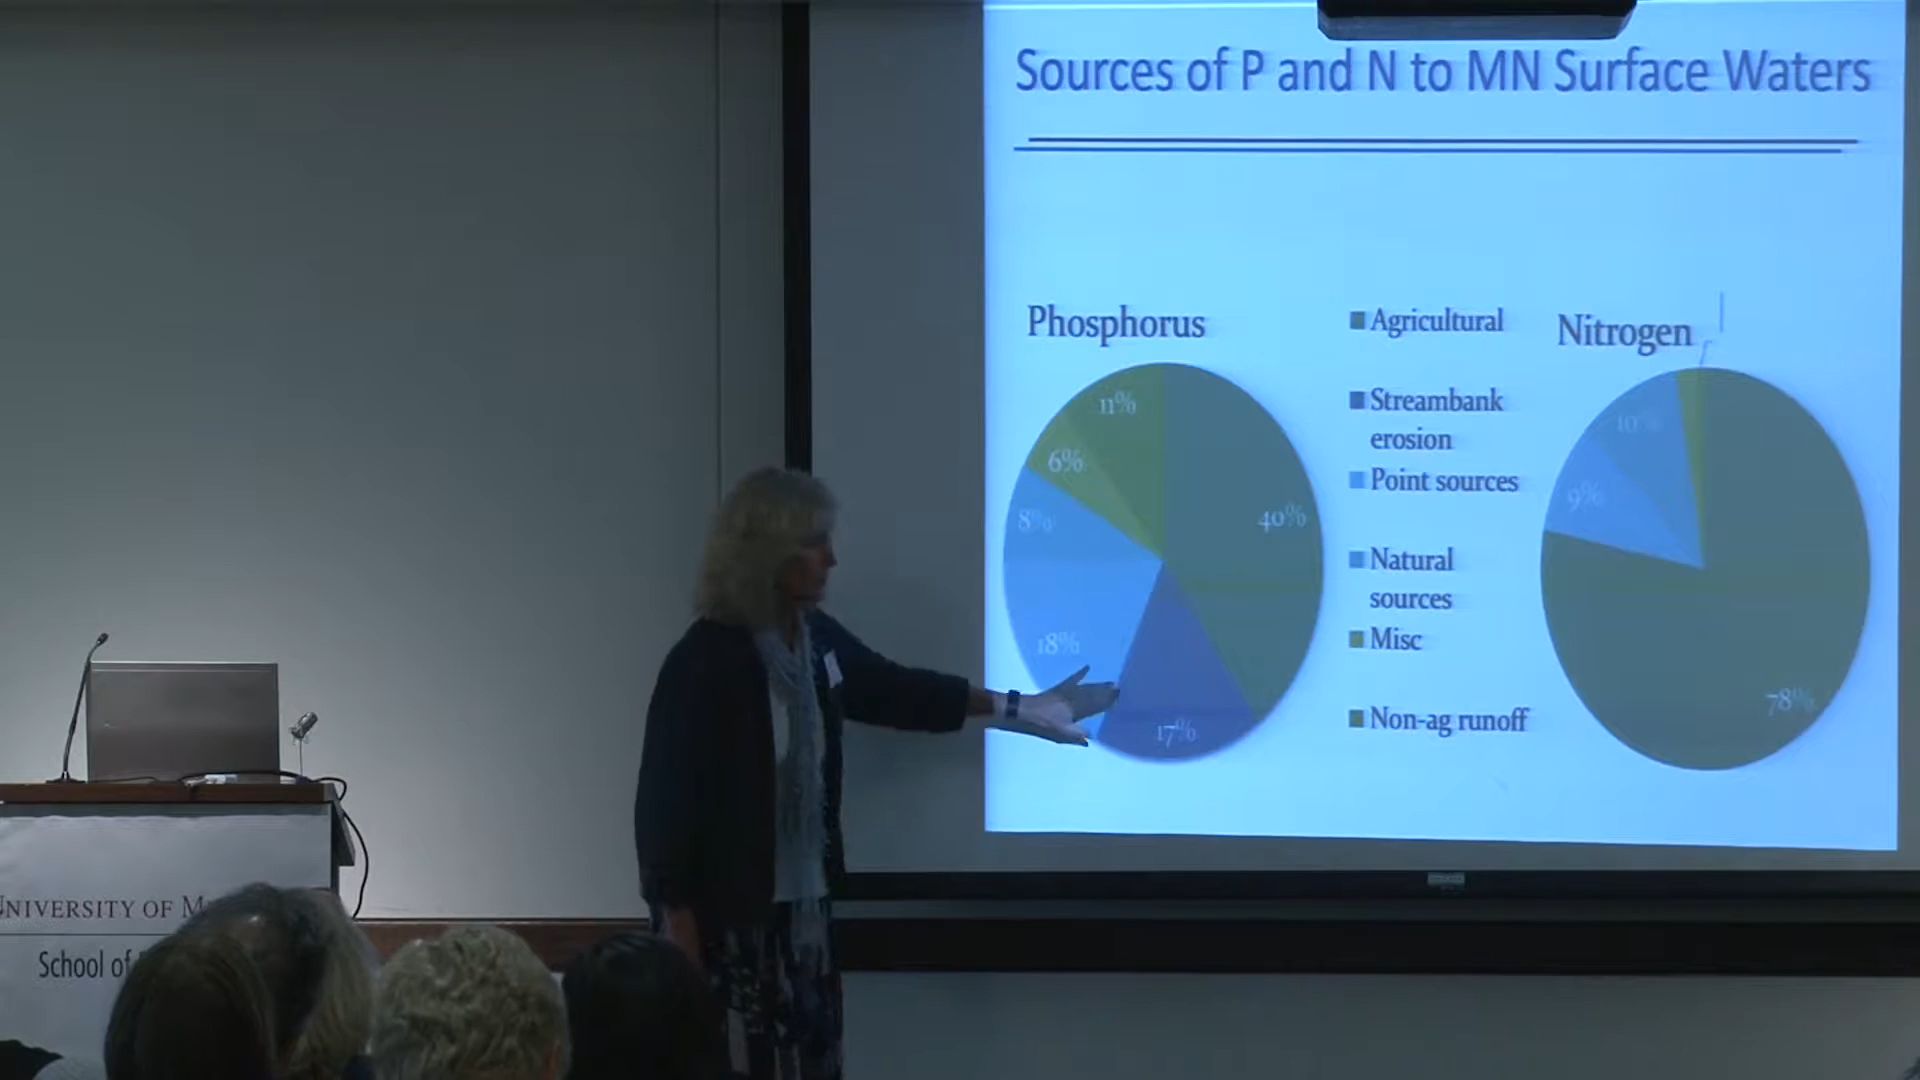 Sources of P and N to MN Surface Waters
Phosphorus
11%
6%
8%
18%
17%
40%
Agricultural
Streambank
erosion
Point sources
Natural
sources
Misc
Non-ag runoff
Nitrogen
10%
9%
78%
UNIVERSITY OF
School of